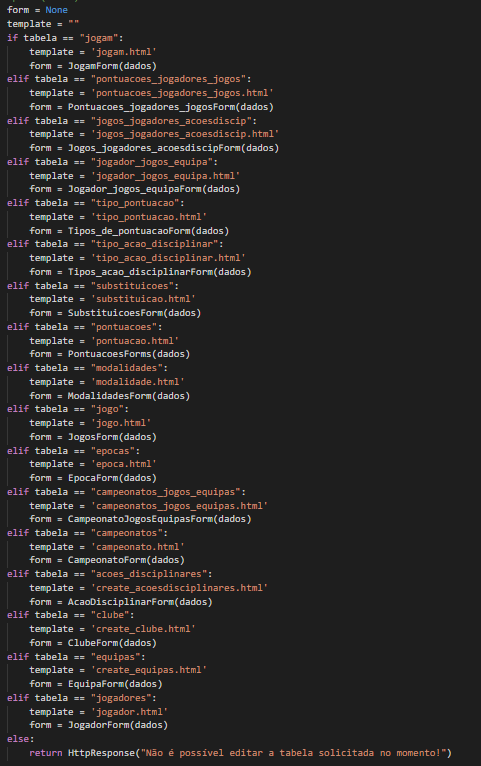 form = None
template = ""
if tabela == "jogam":
template = 'jogam.html'
form = JogamForm(dados)
elif tabela == "pontuacoes_jogadores_jogos":
template = 'pontuacoes_jogadores_jogos.html'
form = Pontuacoes_jogadores_jogosForm(dados)
elif tabela == "jogos_jogadores_acoesdiscip":
template = 'jogos_jogadores_acoesdiscip.html'
form = Jogos_jogadores_acoesdiscipForm(dados)
elif tabela == "jogador_jogos_equipa":
template = 'jogador_jogos_equipa.html'
form = Jogador_jogos_equipaForm(dados)
elif tabela == "tipo_pontuacao":
template = 'tipo_pontuacao.html'
form = Tipos_de_pontuacaoForm(dados)
elif tabela == "tipo_acao_disciplinar":
template = 'tipo_acao_disciplinar.html'
form = Tipos_acao_disciplinarForm(dados)
elif tabela == "substituicoes":
template = 'substituicao.html'
form = SubstituicoesForm(dados)
elif tabela == "pontuacoes":
template = 'pontuacao.html'
form = PontuacoesForms(dados)
elif tabela == "modalidades":
template = 'modalidade.html'
form = ModalidadesForm(dados)
elif tabela == "jogo":
template = 'jogo.html'
form = JogosForm(dados)
elif tabela == "epocas":
template = 'epoca.html'
form = EpocaForm(dados)
elif tabela == "campeonatos_jogos_equipas":
template = 'campeonatos_jogos_equipas.html'
form = CampeonatoJogosEquipasForm(dados)
elif tabela == "campeonatos":
template = 'campeonato.html'
form = CampeonatoForm(dados)
elif tabela == "acoes_disciplinares":
template = 'create_acoesdisciplinares.html'
form = AcaoDisciplinarForm(dados)
elif tabela == "clube":
template = 'create_clube.html'
form = ClubeForm(dados)
elif tabela == "equipas":
template = 'create_equipas.html'
form = EquipaForm(dados)
elif tabela == "jogadores":
template = 'jogador.html'
form = JogadorForm(dados)
else:
return HttpResponse("Não é possível editar a tabela solicitada no momento!")